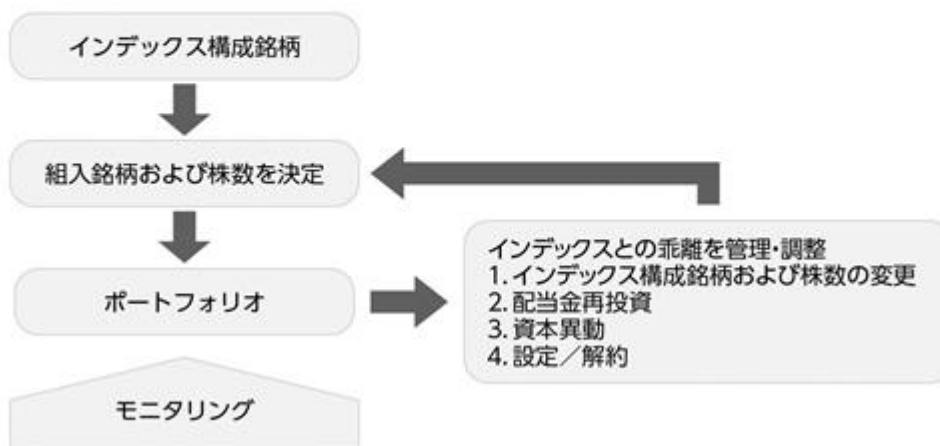 インデックス構成銘柄
組入銘柄および株数を決定
ポートフォリオ
インデックスとの乖離を管理・調整
1. インデックス構成銘柄および株数の変更
2. 配当金再投資
3. 資本異動
4. 設定／解約
モニタリング